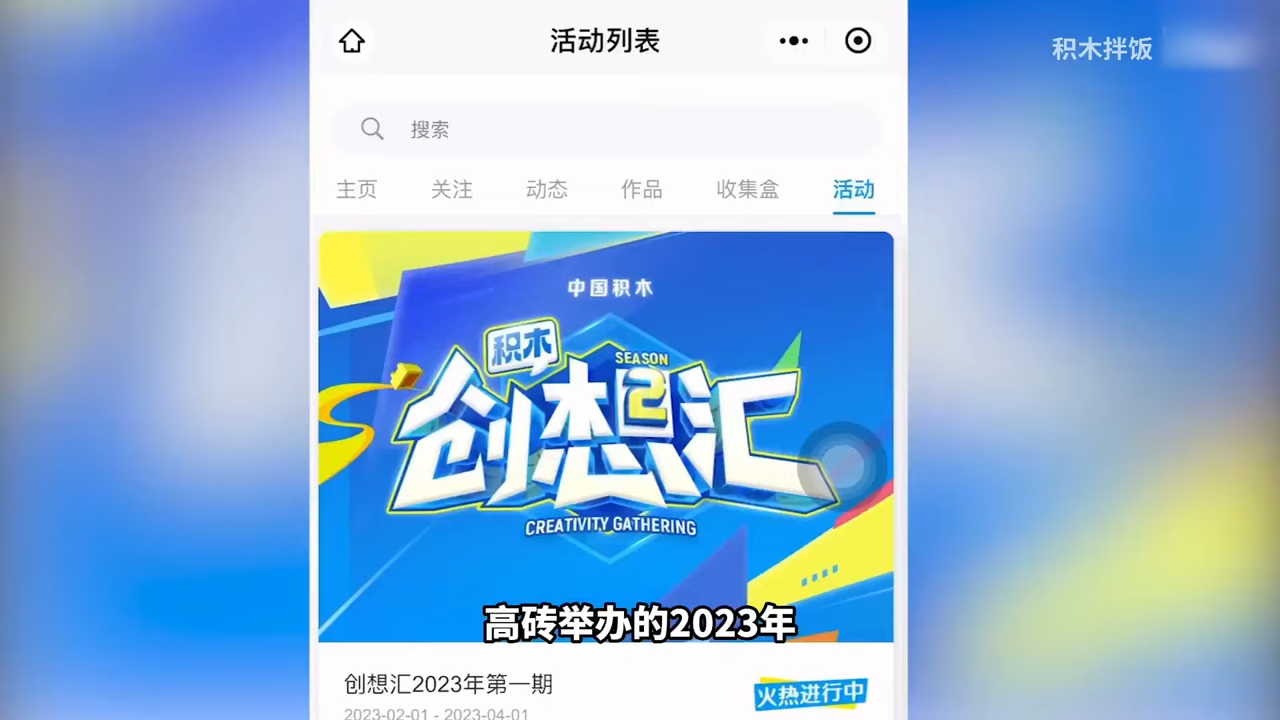 活动列表
积木拌饭
搜索
主页 关注 动态 作品 收集盒 活动
中国积木
积木
SEASON
2
创想汇
CREATIVITY GATHERING
高砖举办的2023年
创想汇2023年第一期
火热进行中
2023-02-01 - 2023-04-01